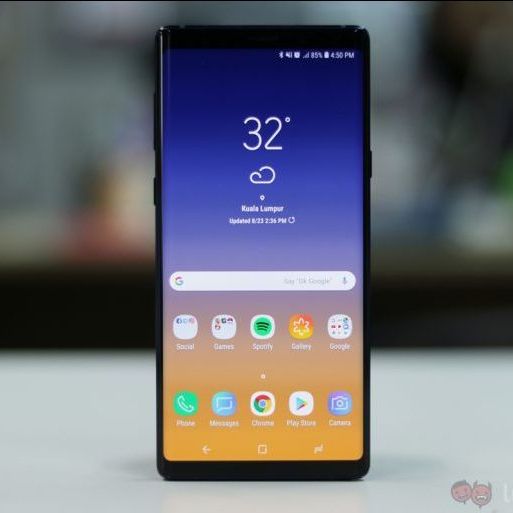 85% 4:50 PM
32°
Kuala Lumpur
Updated 8/23 2:36 PM
G Say "Ok Google"
Social Games Spotify Gallery Google
Phone Messages Chrome Play Store Camera